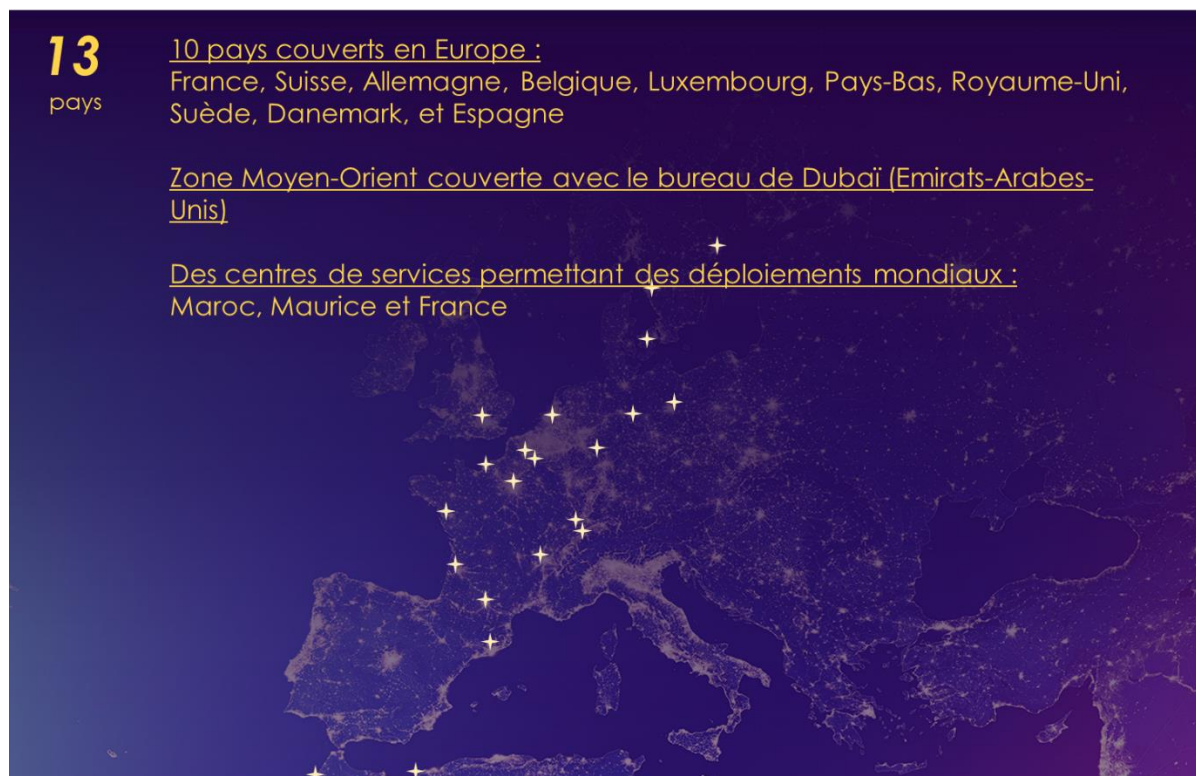 13
pays
10 pays couverts en Europe :
France, Suisse, Allemagne, Belgique, Luxembourg, Pays-Bas, Royaume-Uni,
Suède, Danemark, et Espagne
Zone Moyen-Orient couverte avec le bureau de Dubaï (Emirats-Arabes-
Unis)
Des centres de services permettant des déploiements mondiaux :
Maroc, Maurice et France